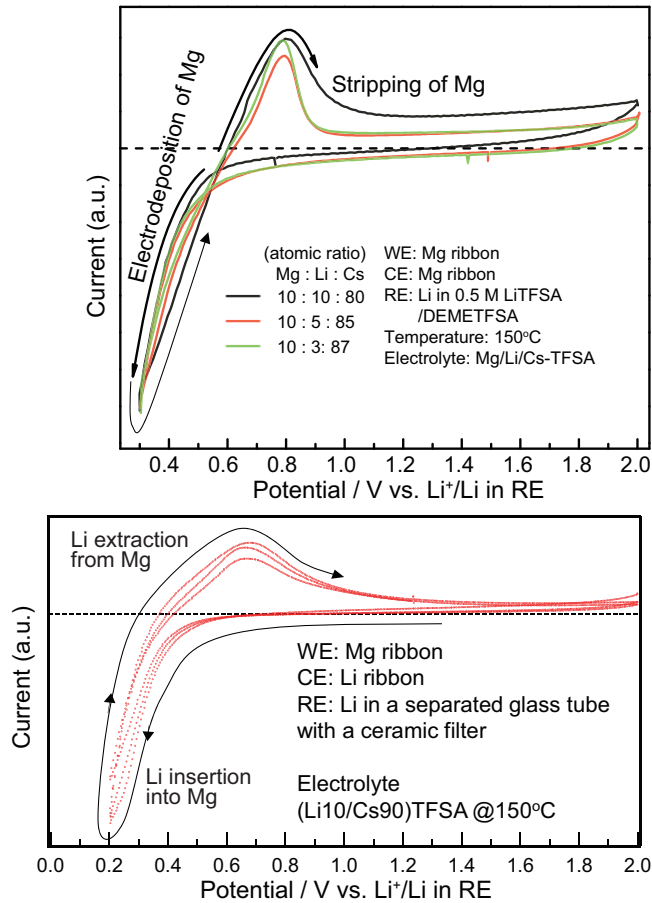 Electrodeposition of Mg
Stripping of Mg
Current (a.u.)
(atomic ratio)
Mg : Li : Cs
10 : 10 : 80
10 : 5 : 85
10 : 3: 87
WE: Mg ribbon
CE: Mg ribbon
RE: Li in 0.5 M LiTFSA
/DEMETFSA
Temperature: 150°C
Electrolyte: Mg/Li/Cs-TFSA
0.4 0.6 0.8 1.0 1.2 1.4 1.6 1.8 2.0
Potential / V vs. Li⁺/Li in RE
Li extraction
from Mg
Current (a.u.)
Li insertion
into Mg
WE: Mg ribbon
CE: Li ribbon
RE: Li in a separated glass tube
with a ceramic filter
Electrolyte
(Li10/Cs90)TFSA @150°C
0.0 0.2 0.4 0.6 0.8 1.0 1.2 1.4 1.6 1.8 2.0
Potential / V vs. Li⁺/Li in RE